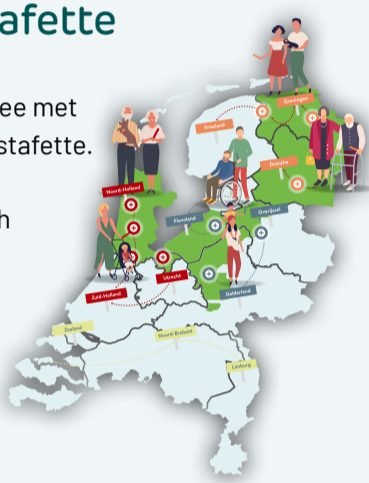 afette
ee met
stafette.
h
Groningen
Friesland
Drenthe
Noord-Holland
Flevoland
Overijssel
Utrecht
Zuid-Holland
Gelderland
Zeeland
Noord-Brabant
Limburg